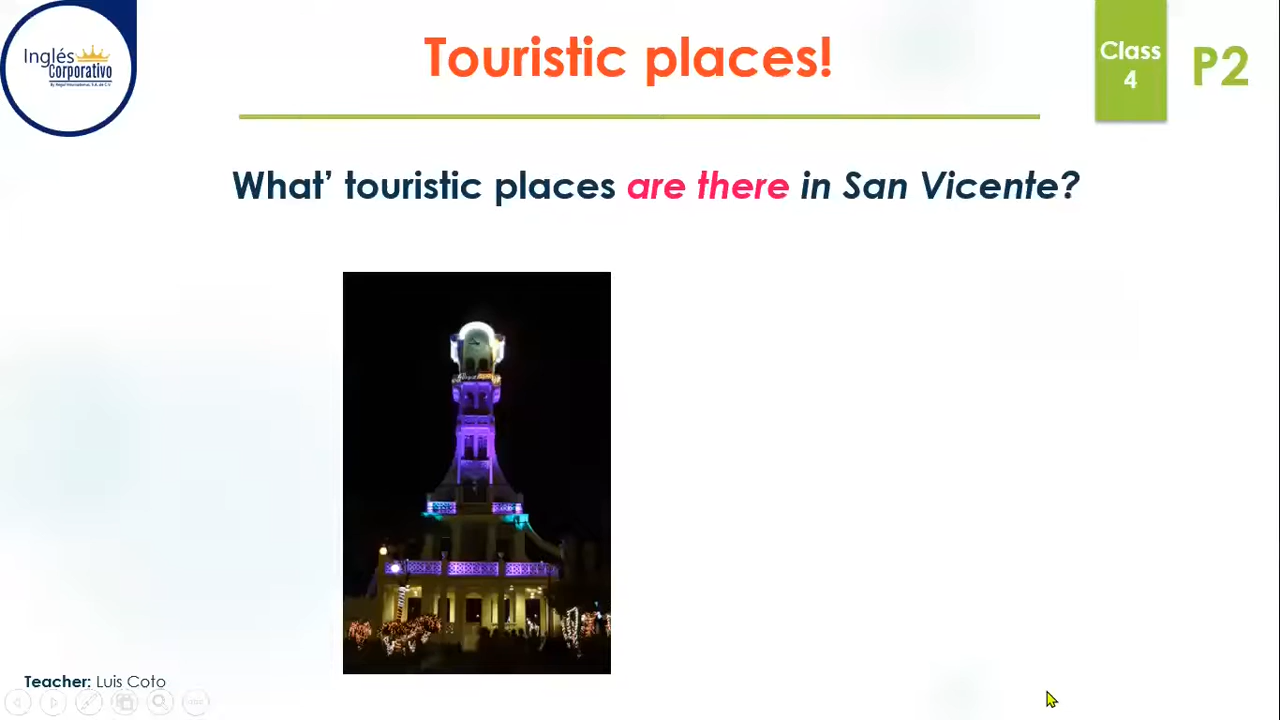 Inglés
Corporativo
Touristic places!
Class
4
P2
What’ touristic places are there in San Vicente?
Teacher: Luis Coto